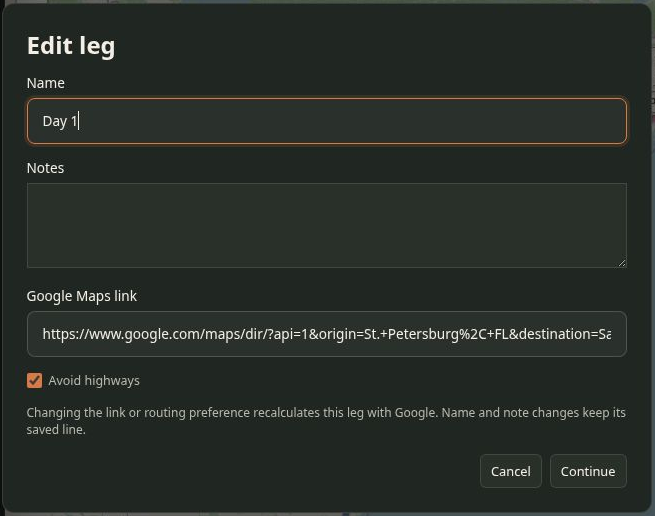 Edit leg
Name
Day 1
Notes
Google Maps link
https://www.google.com/maps/dir/?api=1&origin=St.+Petersburg%2C+FL&destination=Sa
Avoid highways
Changing the link or routing preference recalculates this leg with Google. Name and note changes keep its
saved line.
Cancel Continue